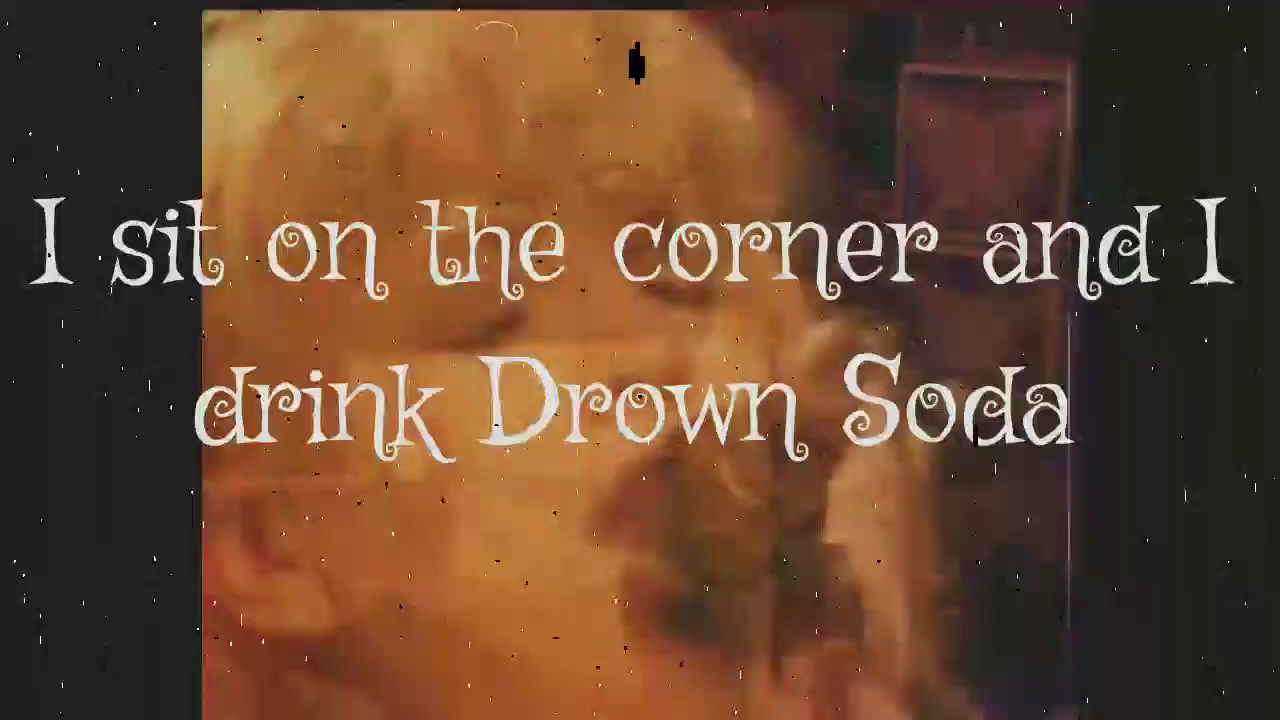 I sit on the corner and I
drink Drown Soda